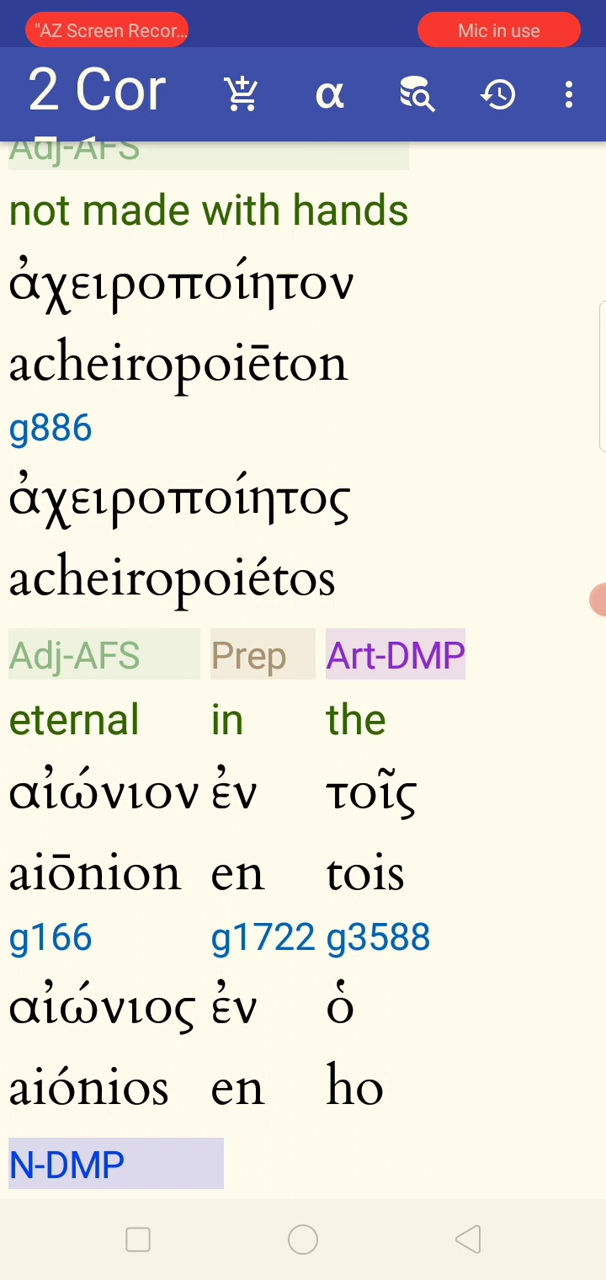 "AZ Screen Recor... Mic in use
2 Cor α
Adj-AFS
not made with hands
ἀχειροποίητον
acheiropoiēton
g886
ἀχειροποίητος
acheiropoiétos
Adj-AFS Prep Art-DMP
eternal in the
αἰώνιον ἐν τοῖς
aiōnion en tois
g166 g1722 g3588
αἰώνιος ἐν ὁ
aiónios en ho
N-DMP